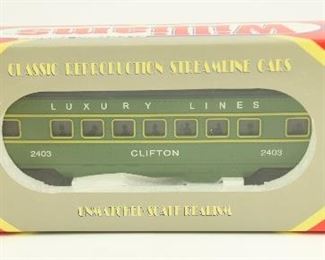 CLASSIC REPRODUCTION STREAMLINE CARS
LUXURY LINES
2403 CLIFTON 2403
UNMATCHED SCALE REALISM